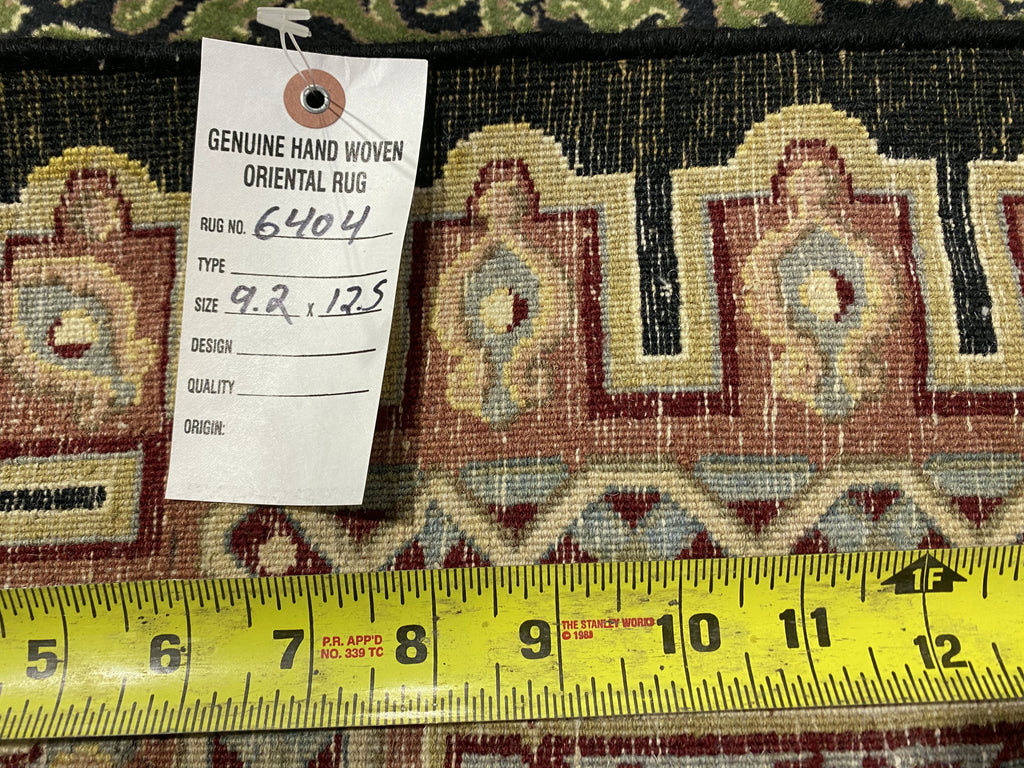 GENUINE HAND WOVEN
ORIENTAL RUG
RUG NO. 6404
TYPE
SIZE 9.2 X 12.5
DESIGN
QUALITY
ORIGIN:
1F
5 6 7 8 9 10 11 12
P.R. APP'D
NO. 339 TC
THE STANLEY WORKS
© 1988